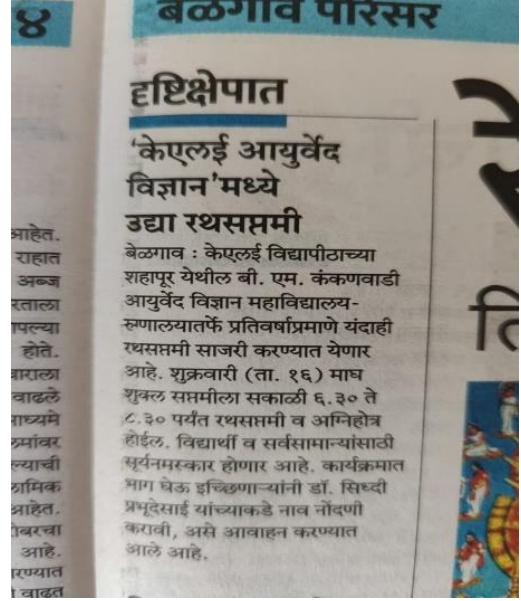 ४
बेळगाव परिसर
दृष्टिक्षेपात
'केएलई आयुर्वेद
विज्ञान'मध्ये
उद्या रथसप्तमी
बेळगाव : केएलई विद्यापीठाच्या
शहापूर येथील बी. एम. कंकणवाडी
आयुर्वेद विज्ञान महाविद्यालय-
रुग्णालयातर्फे प्रतिवर्षाप्रमाणे यंदाही
रथसप्तमी साजरी करण्यात येणार
आहे. शुक्रवारी (ता. १६) माघ
शुक्ल सप्तमीला सकाळी ६.३० ते
८.३० पर्यंत रथसप्तमी व अग्निहोत्र
होईल. विद्यार्थी व सर्वसामान्यांसाठी
सूर्यनमस्कार होणार आहे. कार्यक्रमात
भाग घेऊ इच्छिणाऱ्यांनी डॉ. सिध्दी
प्रभूदेसाई यांच्याकडे नाव नोंदणी
करावी, असे आवाहन करण्यात
आले आहे.
आहेत.
राहात
अब्ज
होते.
वाढले
आहेत.
आहे.